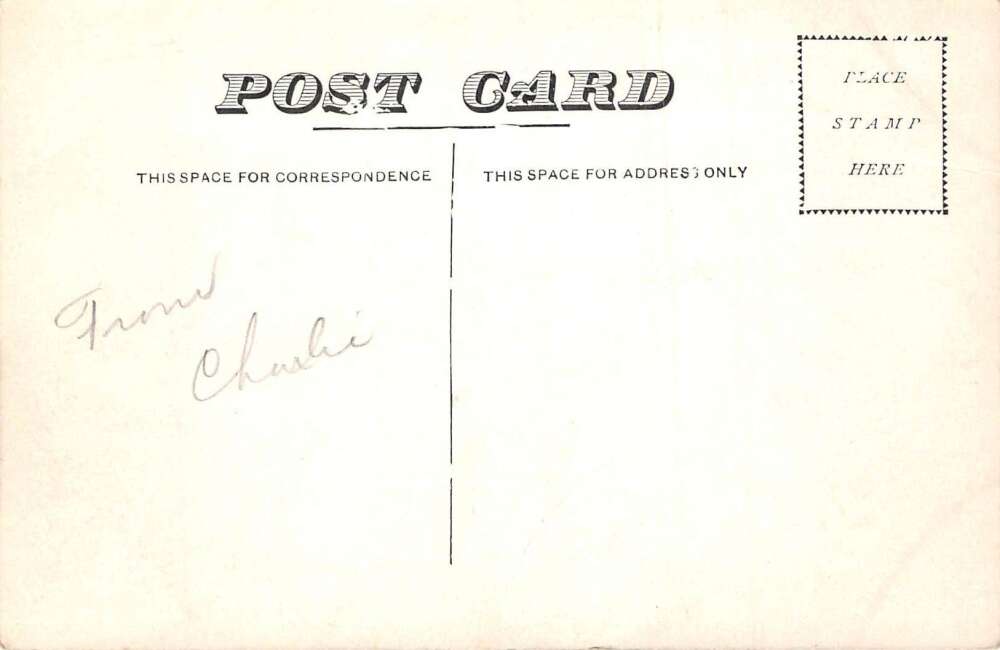 POST CARD
THIS SPACE FOR CORRESPONDENCE
THIS SPACE FOR ADDRESS ONLY
PLACE
STAMP
HERE
From
Charlie